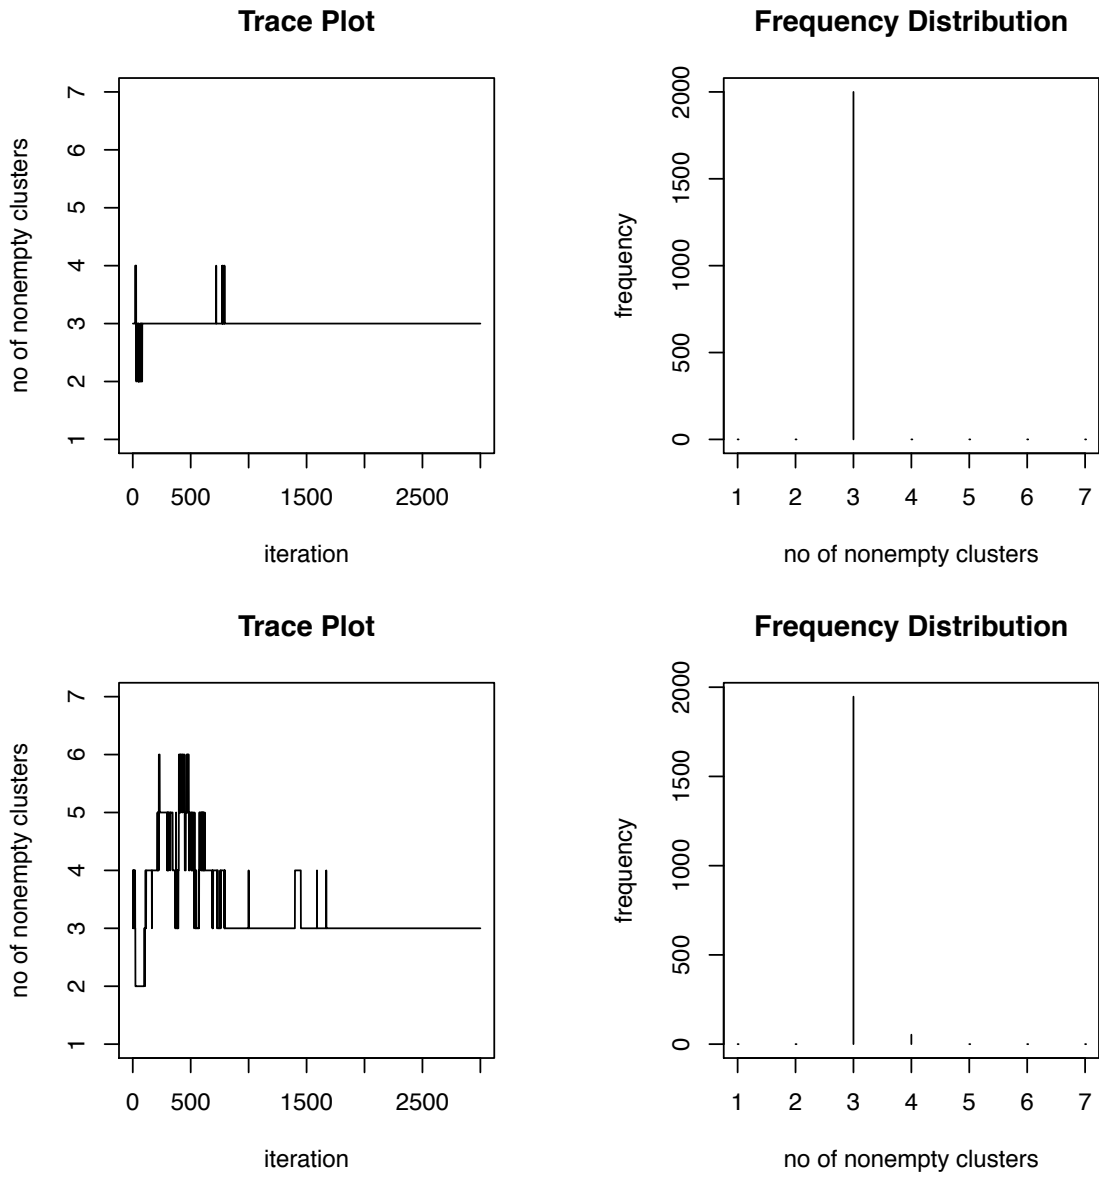 Trace Plot
no of nonempty clusters
7
6
5
4
3
2
1
0 500 1500 2500
iteration
Frequency Distribution
frequency
2000
1500
1000
500
0
1 2 3 4 5 6 7
no of nonempty clusters
Trace Plot
no of nonempty clusters
7
6
5
4
3
2
1
0 500 1500 2500
iteration
Frequency Distribution
frequency
2000
1500
1000
500
0
1 2 3 4 5 6 7
no of nonempty clusters